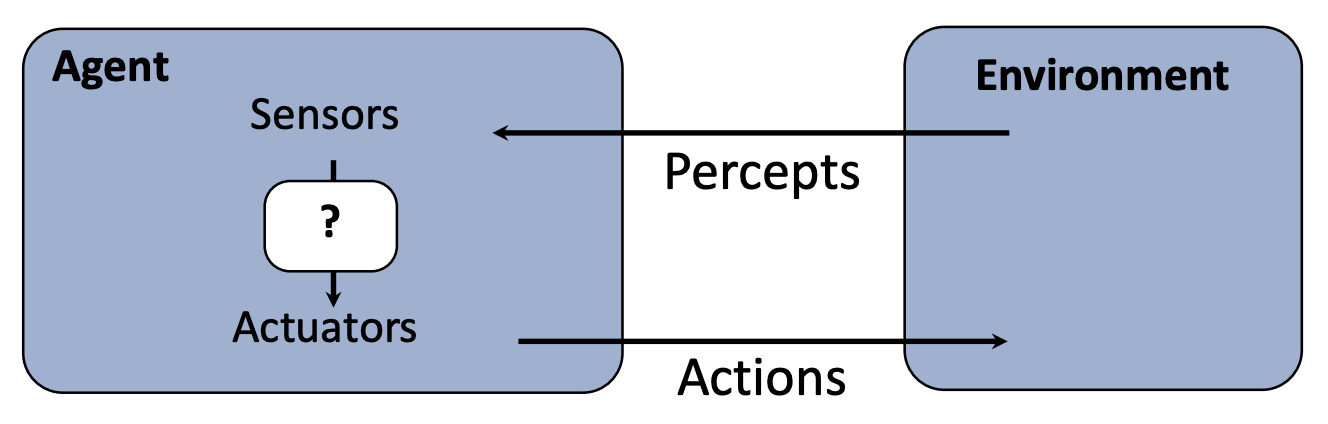 Agent
Environment
Sensors
Percepts
?
Actuators
Actions